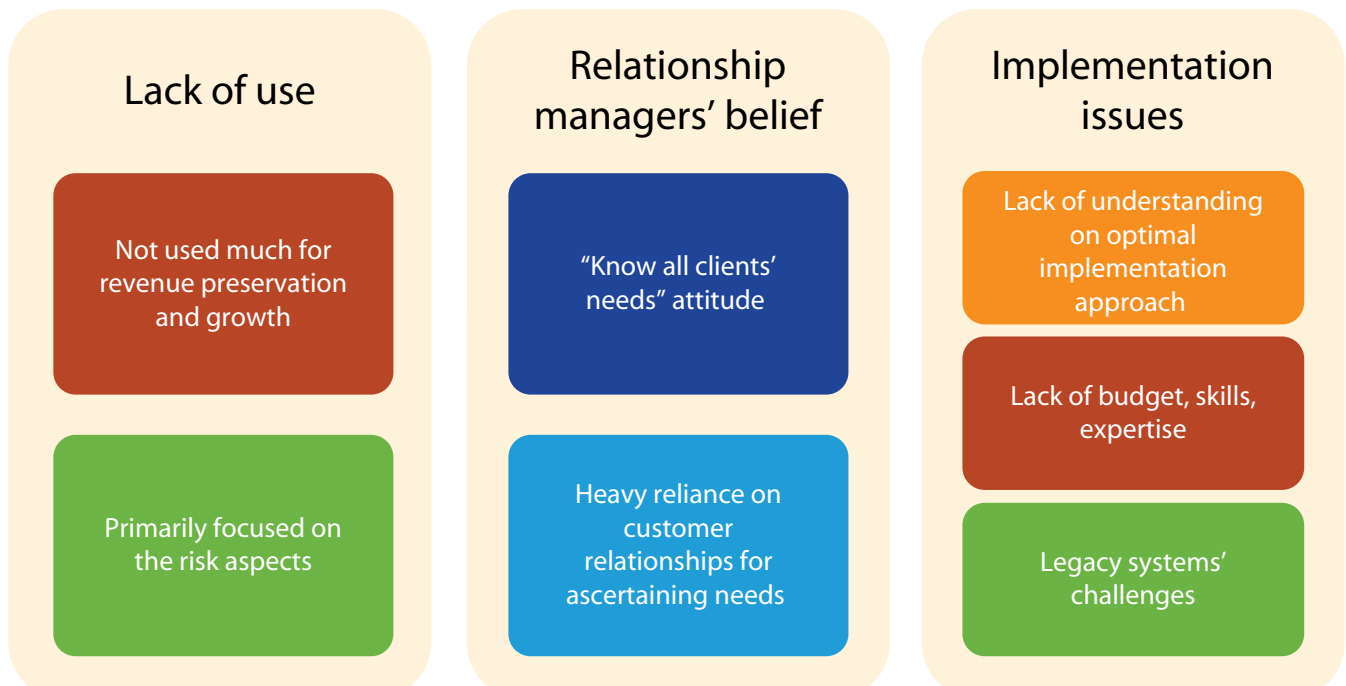 Lack of use
Not used much for
revenue preservation
and growth
Primarily focused on
the risk aspects
Relationship
managers’ belief
“Know all clients’
needs” attitude
Heavy reliance on
customer
relationships for
ascertaining needs
Implementation
issues
Lack of understanding
on optimal
implementation
approach
Lack of budget, skills,
expertise
Legacy systems’
challenges